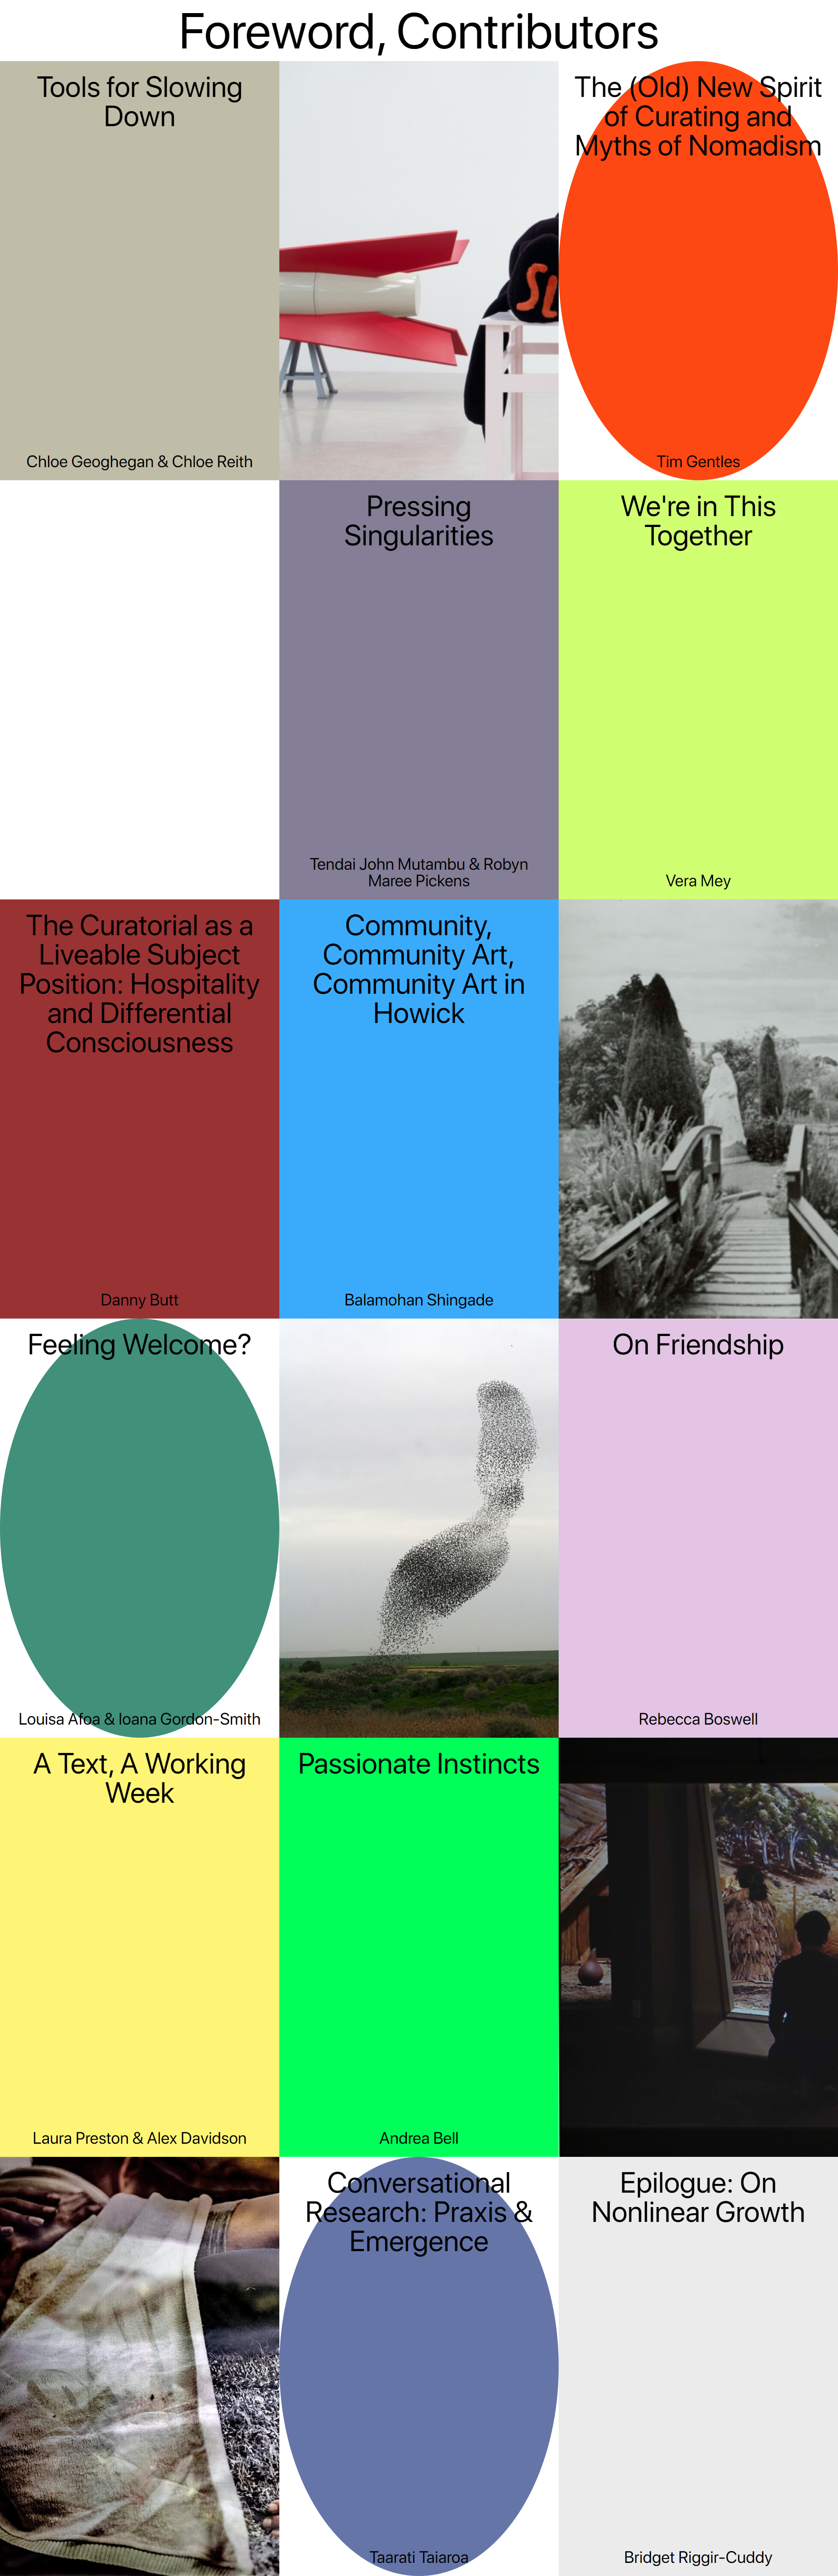 Foreword, Contributors
Tools for Slowing
Down
Chloe Geoghegan & Chloe Reith
SL
The (Old) New Spirit
of Curating and
Myths of Nomadism
Tim Gentles
Pressing
Singularities
Tendai John Mutambu & Robyn
Maree Pickens
We're in This
Together
Vera Mey
The Curatorial as a
Liveable Subject
Position: Hospitality
and Differential
Consciousness
Danny Butt
Community,
Community Art,
Community Art in
Howick
Balamohan Shingade
Feeling Welcome?
Louisa Afoa & Ioana Gordon-Smith
On Friendship
Rebecca Boswell
A Text, A Working
Week
Laura Preston & Alex Davidson
Passionate Instincts
Andrea Bell
Conversational
Research: Praxis &
Emergence
Taarati Taiaroa
Epilogue: On
Nonlinear Growth
Bridget Riggir-Cuddy